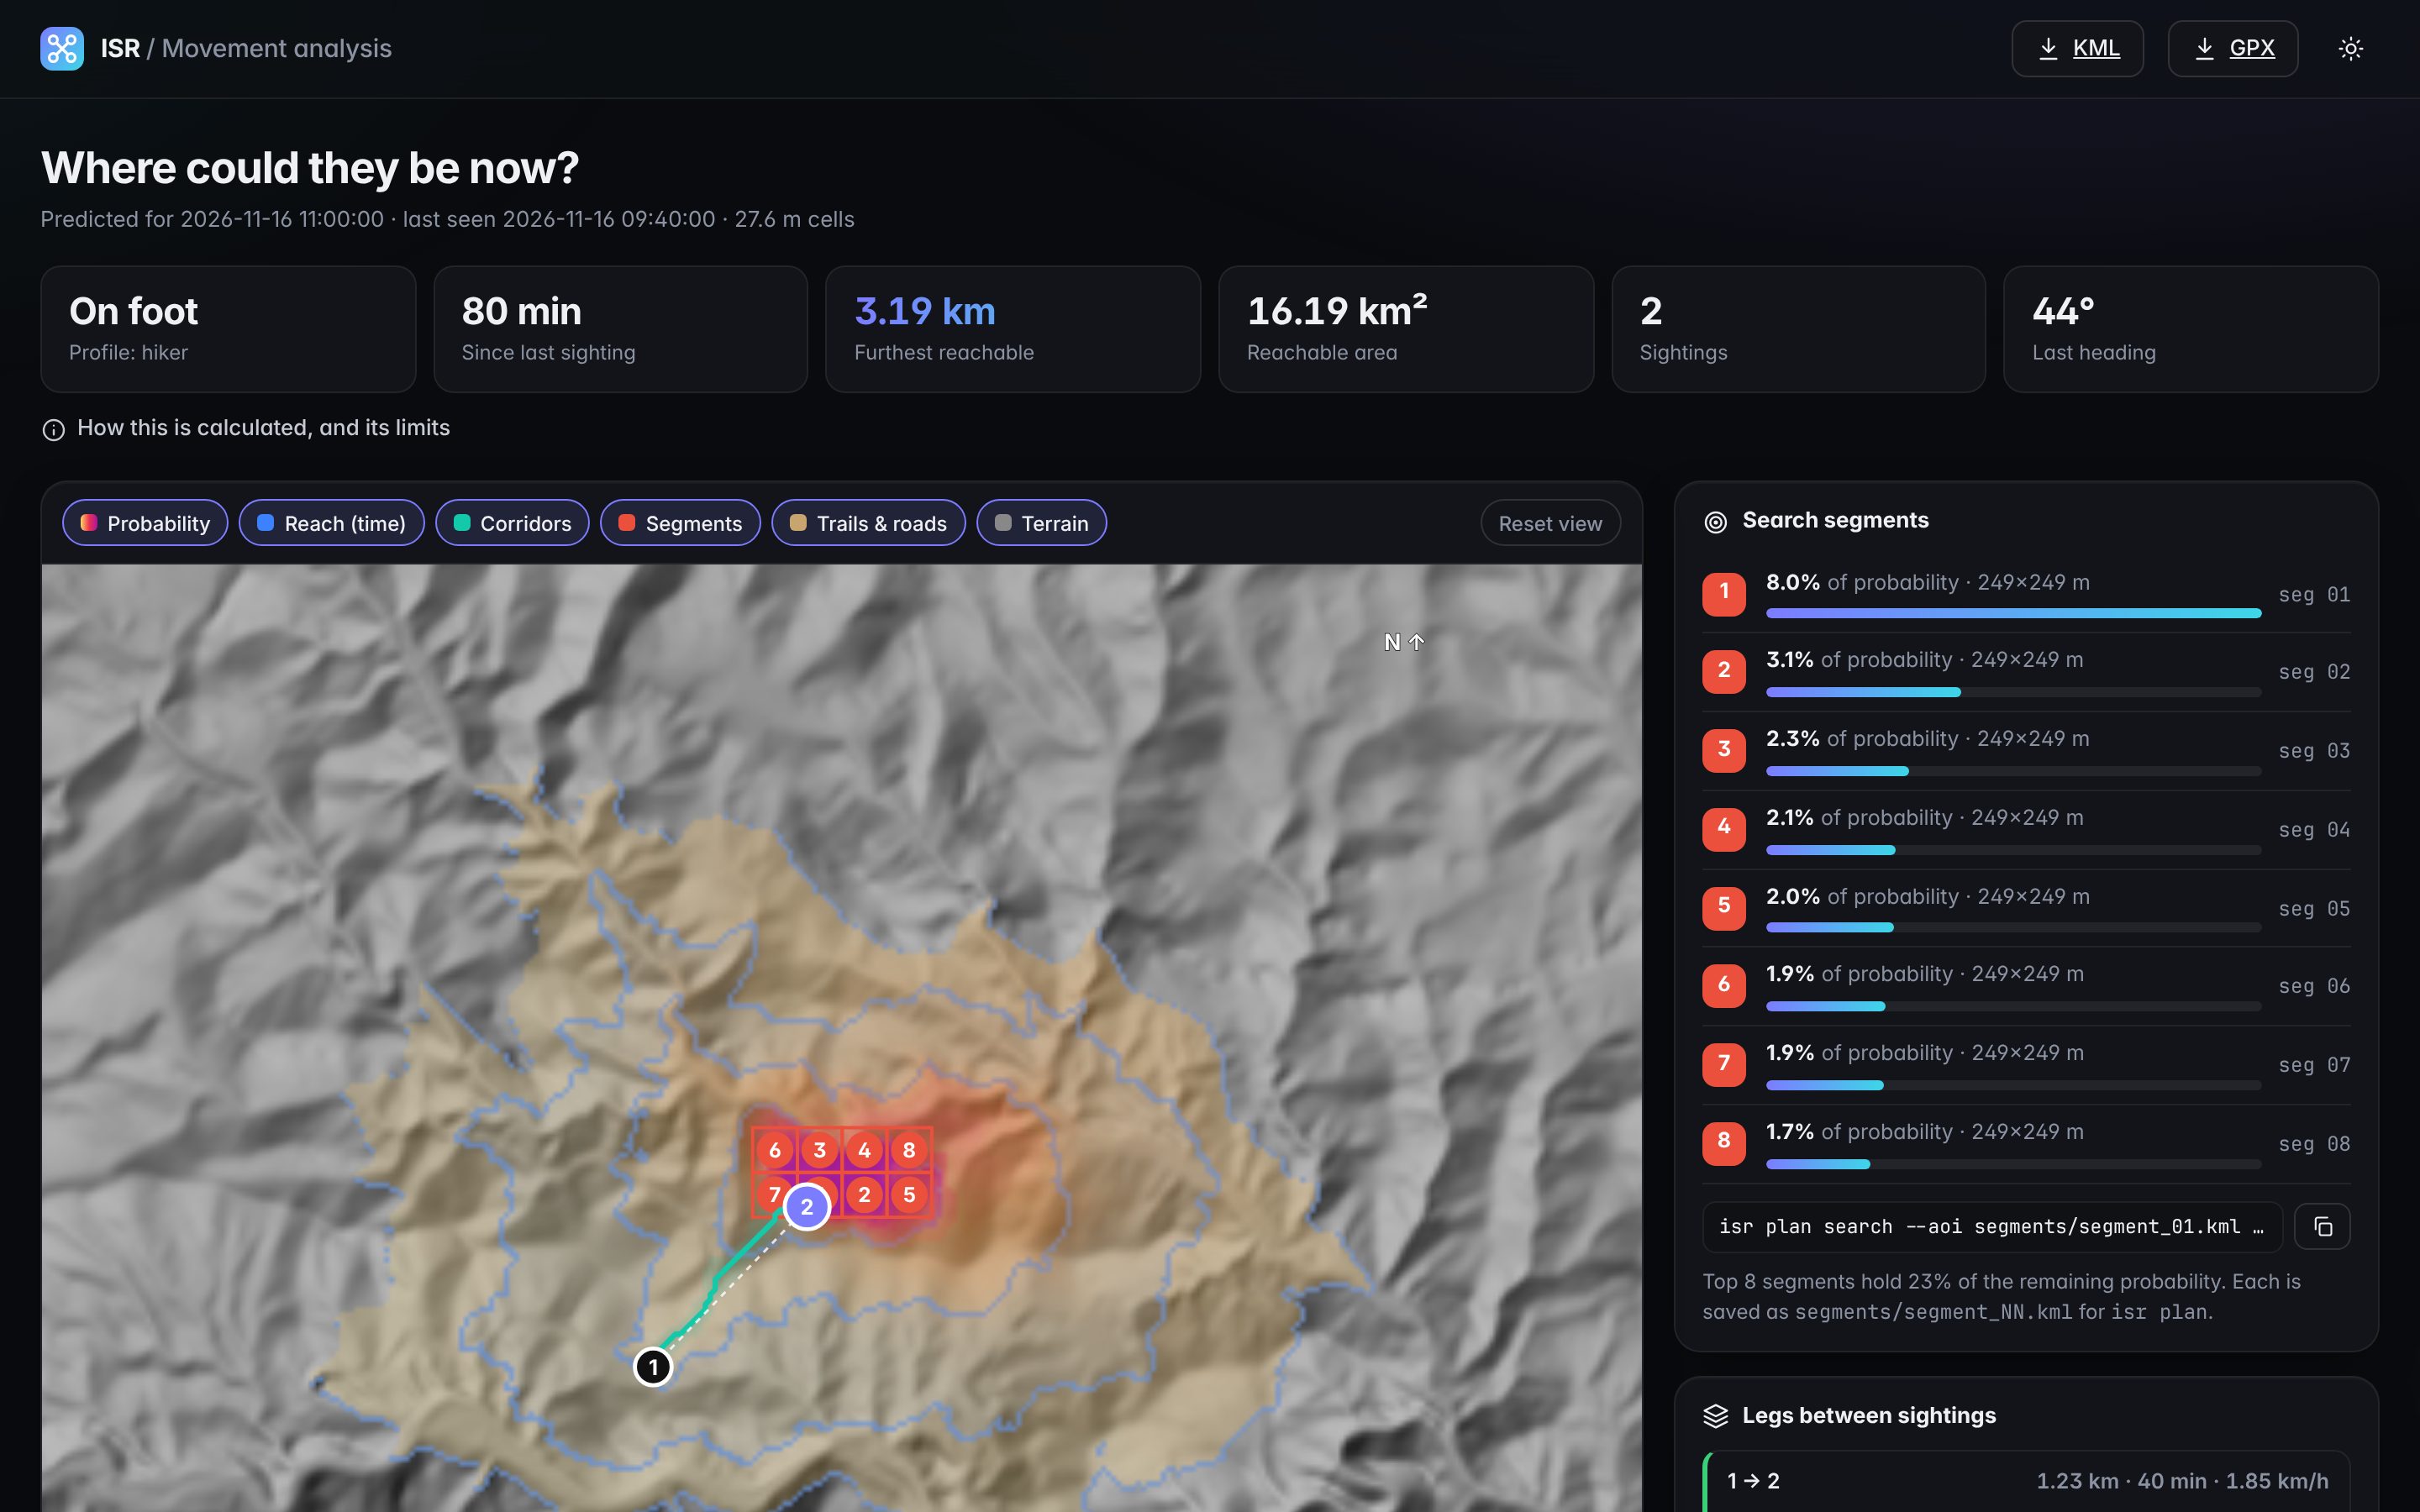 ISR / Movement analysis
KML
GPX
Where could they be now?
Predicted for 2026-11-16 11:00:00 · last seen 2026-11-16 09:40:00 · 27.6 m cells
On foot
Profile: hiker
80 min
Since last sighting
3.19 km
Furthest reachable
16.19 km²
Reachable area
2
Sightings
44°
Last heading
How this is calculated, and its limits
Probability
Reach (time)
Corridors
Segments
Trails & roads
Terrain
Reset view
N ↑
6 3 4 8
7 2 2 5
1
Search segments
1 8.0% of probability · 249×249 m seg 01
2 3.1% of probability · 249×249 m seg 02
3 2.3% of probability · 249×249 m seg 03
4 2.1% of probability · 249×249 m seg 04
5 2.0% of probability · 249×249 m seg 05
6 1.9% of probability · 249×249 m seg 06
7 1.9% of probability · 249×249 m seg 07
8 1.7% of probability · 249×249 m seg 08
isr plan search --aoi segments/segment_01.kml …
Top 8 segments hold 23% of the remaining probability. Each is
saved as segments/segment_NN.kml for isr plan.
Legs between sightings
1 → 2 1.23 km · 40 min · 1.85 km/h